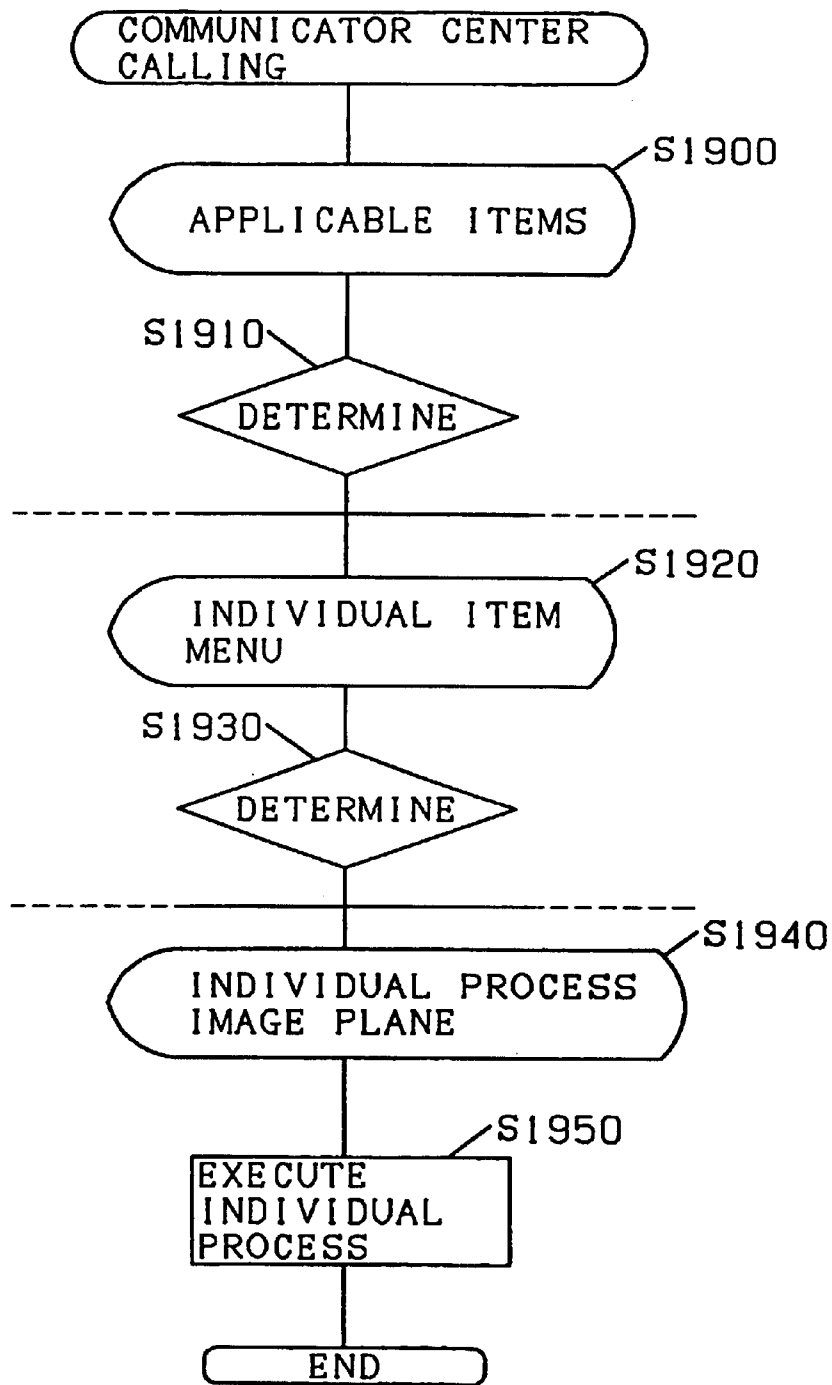 COMMUNICATOR CENTER
CALLING
S1900
APPLICABLE ITEMS
S1910
DETERMINE
S1920
INDIVIDUAL ITEM
MENU
S1930
DETERMINE
S1940
INDIVIDUAL PROCESS
IMAGE PLANE
S1950
EXECUTE
INDIVIDUAL
PROCESS
END